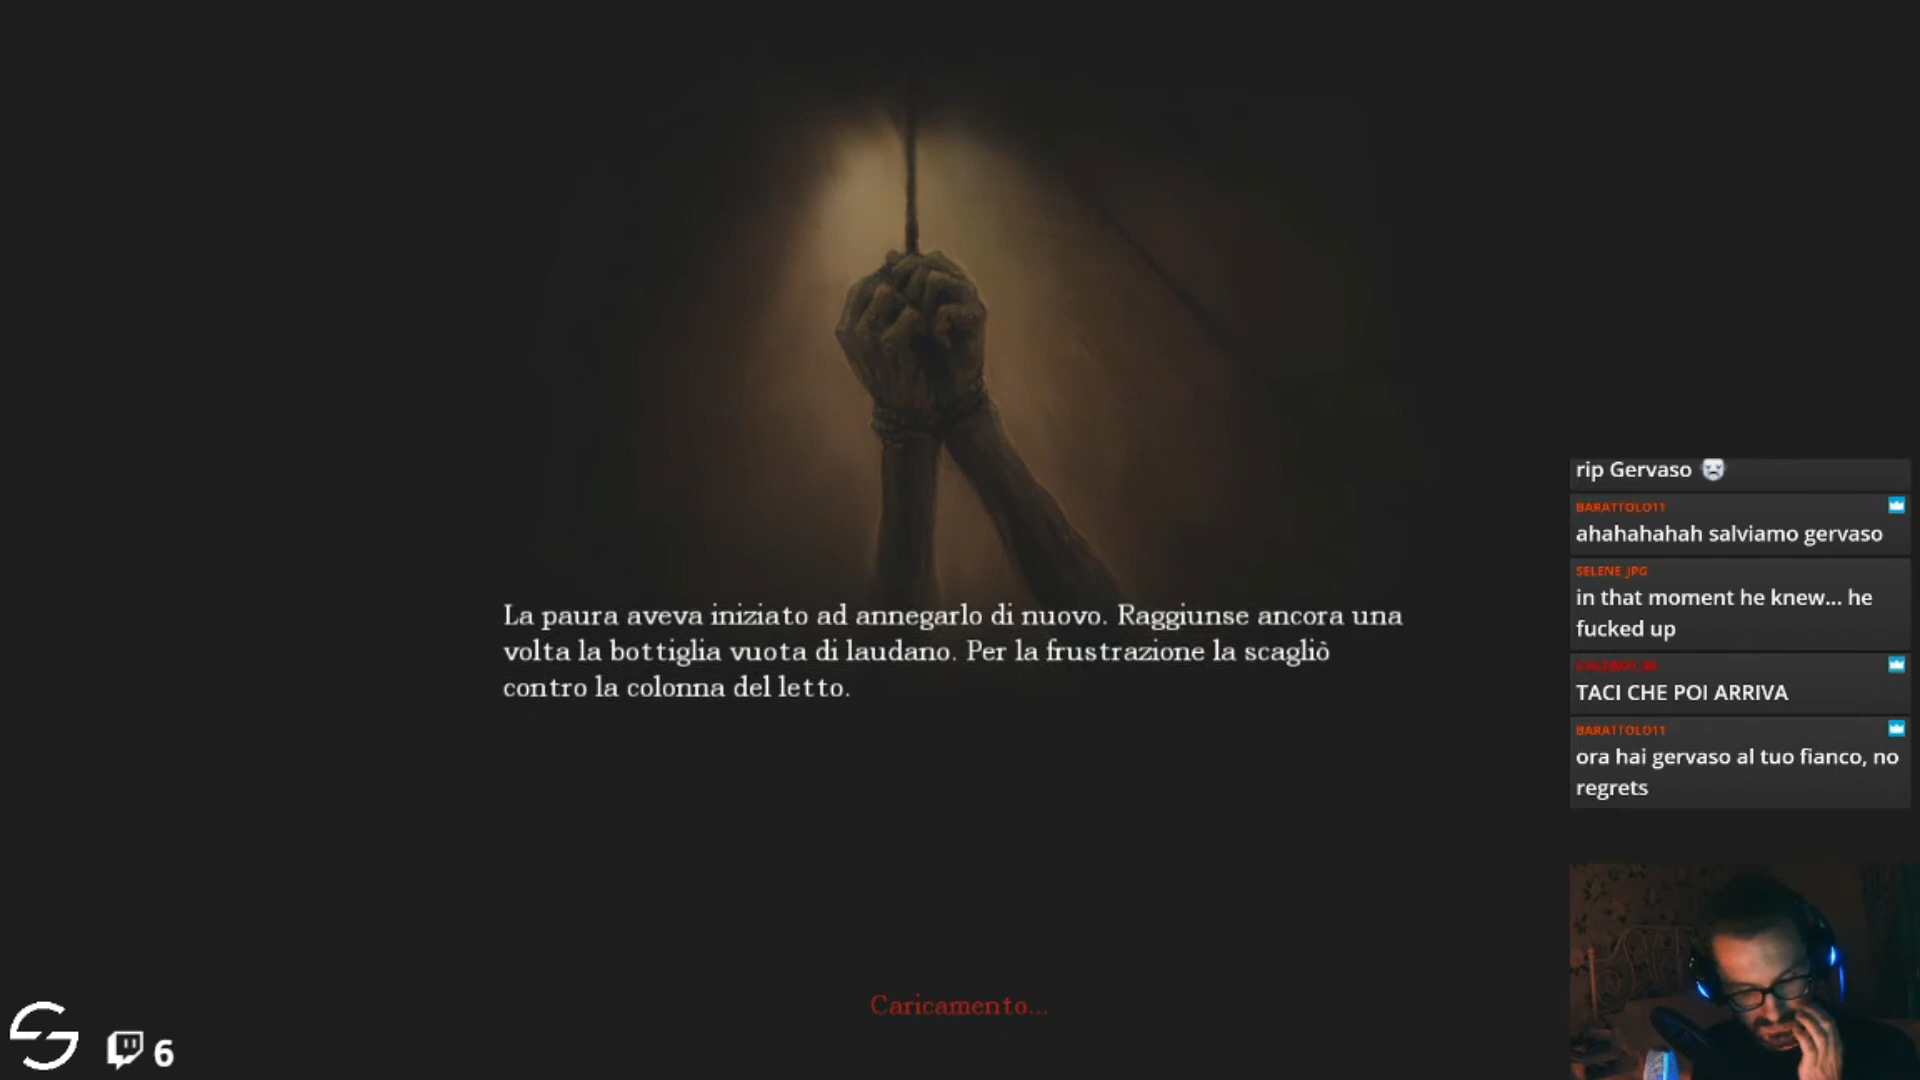 rip Gervaso
BARATTOLO11
ahahahahah salviamo gervaso
SELENE_JPG
in that moment he knew... he
fucked up
TACI CHE POI ARRIVA
BARATTOLO11
ora hai gervaso al tuo fianco, no
regrets
La paura aveva iniziato ad annegarlo di nuovo. Raggiunse ancora una
volta la bottiglia vuota di laudano. Per la frustrazione la scagliò
contro la colonna del letto.
Caricamento...
6